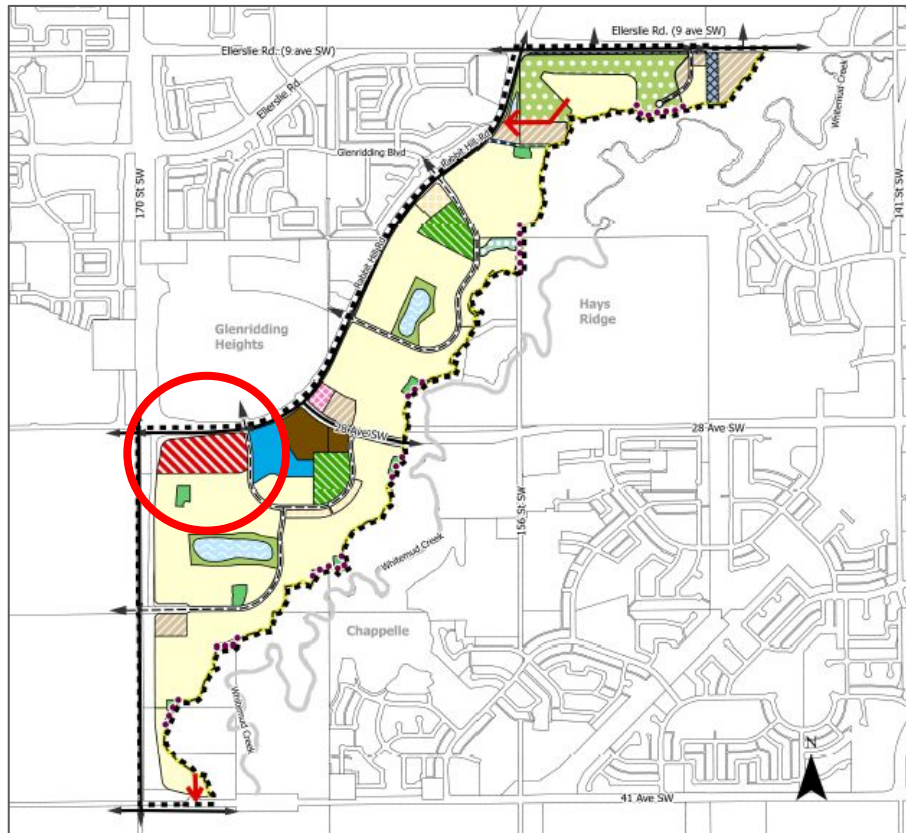 Ellerslie Rd. (9 ave SW)
Ellerslie Rd. (9 ave SW)
Ellerslie Rd
Whitemud Creek
Glenridding Blvd
Rabbit Hill Rd
170 St SW
141 St SW
Rabbit Hill Rd
Hays
Ridge
Glenridding
Heights
28 Ave SW
28 Ave SW
156 St SW
Whitemud Creek
Chappelle
Whitemud Creek
N
41 Ave SW